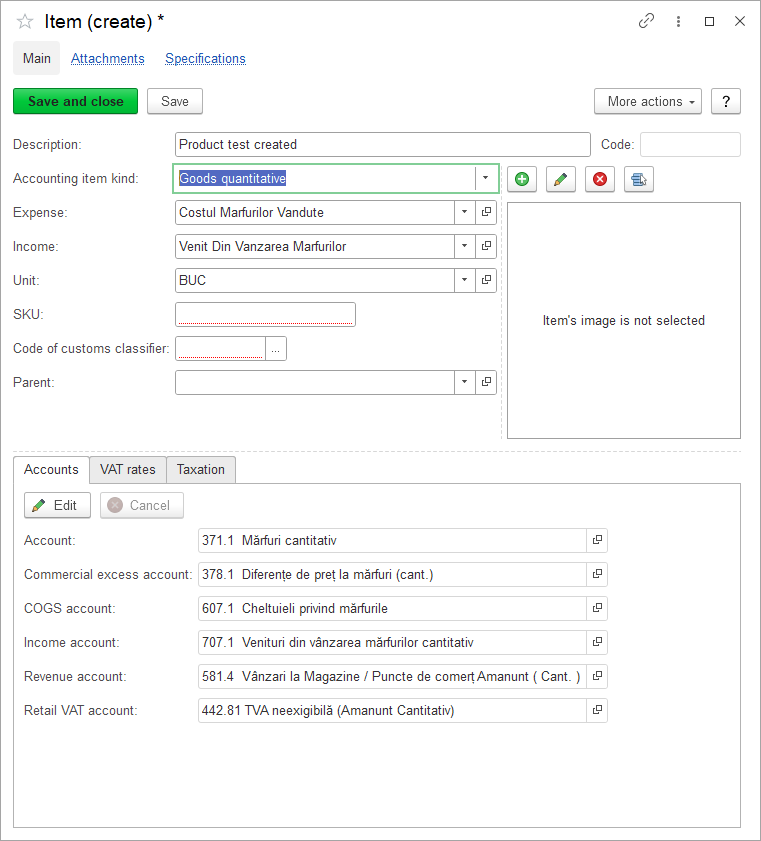 Item (create) *
Main Attachments Specifications
Save and close Save More actions ?
Description: Product test created Code:
Accounting item kind: Goods quantitative
Expense: Costul Marfurilor Vandute
Income: Venit Din Vanzarea Marfurilor
Unit: BUC
SKU:
Code of customs classifier: ...
Parent:
Item's image is not selected
Accounts VAT rates Taxation
Edit Cancel
Account: 371.1 Mărfuri cantitativ
Commercial excess account: 378.1 Diferențe de preț la mărfuri (cant.)
COGS account: 607.1 Cheltuieli privind mărfurile
Income account: 707.1 Venituri din vânzarea mărfurilor cantitativ
Revenue account: 581.4 Vânzari la Magazine / Puncte de comerț Amanunt ( Cant. )
Retail VAT account: 442.81 TVA neexigibilă (Amanunt Cantitativ)